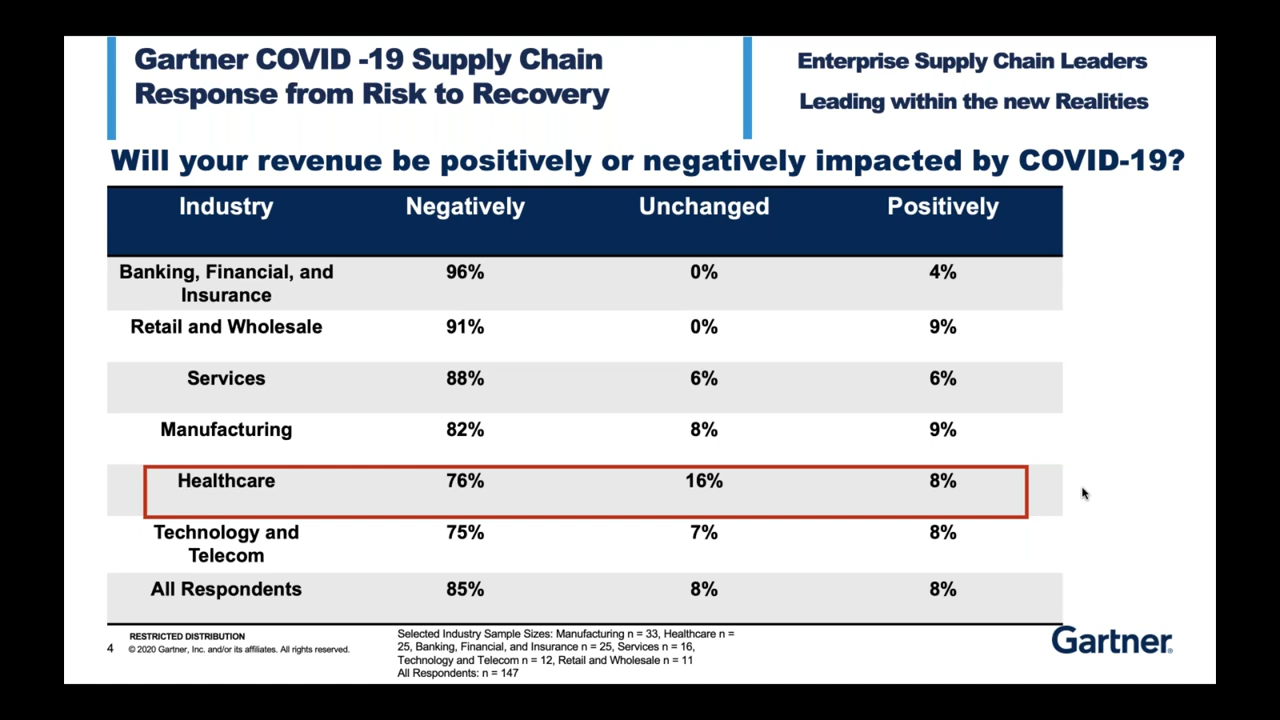 Gartner COVID -19 Supply Chain
Response from Risk to Recovery
Enterprise Supply Chain Leaders
Leading within the new Realities
Will your revenue be positively or negatively impacted by COVID-19?
Industry Negatively Unchanged Positively
Banking, Financial, and
Insurance 96% 0% 4%
Retail and Wholesale 91% 0% 9%
Services 88% 6% 6%
Manufacturing 82% 8% 9%
Healthcare 76% 16% 8%
Technology and
Telecom 75% 7% 8%
All Respondents 85% 8% 8%
4
RESTRICTED DISTRIBUTION
© 2020 Gartner, Inc. and/or its affiliates. All rights reserved.
Selected Industry Sample Sizes: Manufacturing n = 33, Healthcare n =
25, Banking, Financial, and Insurance n = 25, Services n = 16,
Technology and Telecom n = 12, Retail and Wholesale n = 11
All Respondents: n = 147
Gartner®